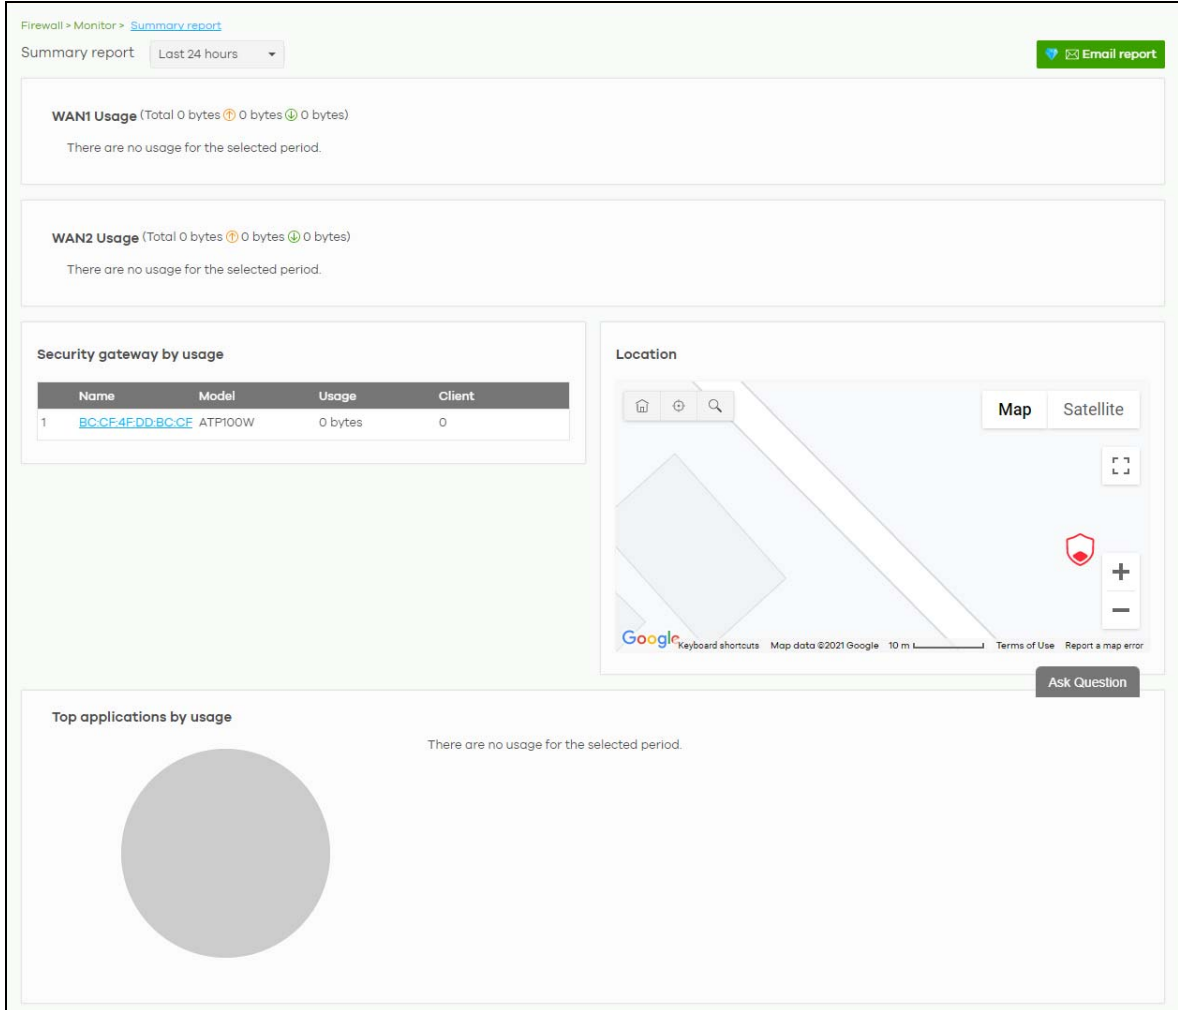 Firewall > Monitor > Summary report
Summary report Last 24 hours
Email report
WAN1 Usage (Total 0 bytes 0 bytes 0 bytes)
There are no usage for the selected period.
WAN2 Usage (Total 0 bytes 0 bytes 0 bytes)
There are no usage for the selected period.
Security gateway by usage
Name Model Usage Client
1 BC:CF:4F:DD:BC:CF ATP100W 0 bytes 0
Location
Map Satellite
Google Keyboard shortcuts Map data ©2021 Google 10 m Terms of Use Report a map error
Ask Question
Top applications by usage
There are no usage for the selected period.